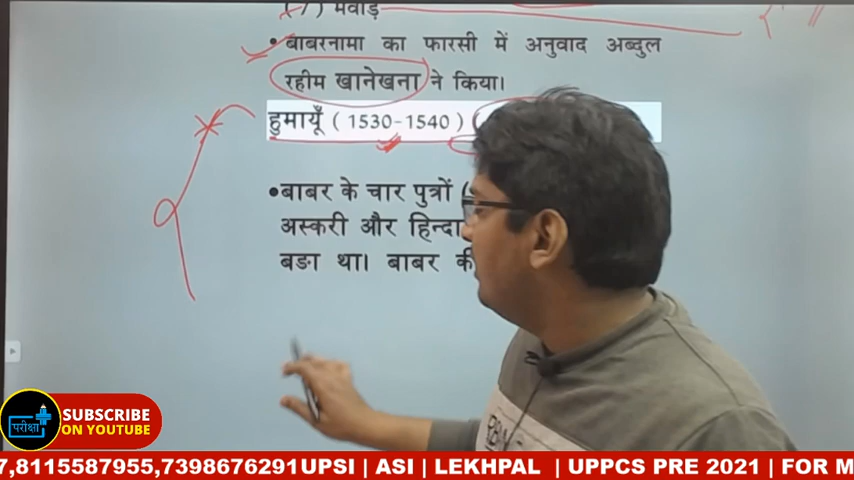 (7) मेवाड़
• बाबरनामा का फारसी में अनुवाद अब्दुल
रहीम खानेखना ने किया।
हुमायूँ ( 1530-1540 ) (
•बाबर के चार पुत्रों (
अस्करी और हिन्दा
बडा था। बाबर की
परीक्षा
SUBSCRIBE
ON YOUTUBE
7,8115587955,7398676291UPSI | ASI | LEKHPAL | UPPCS PRE 2021 | FOR M